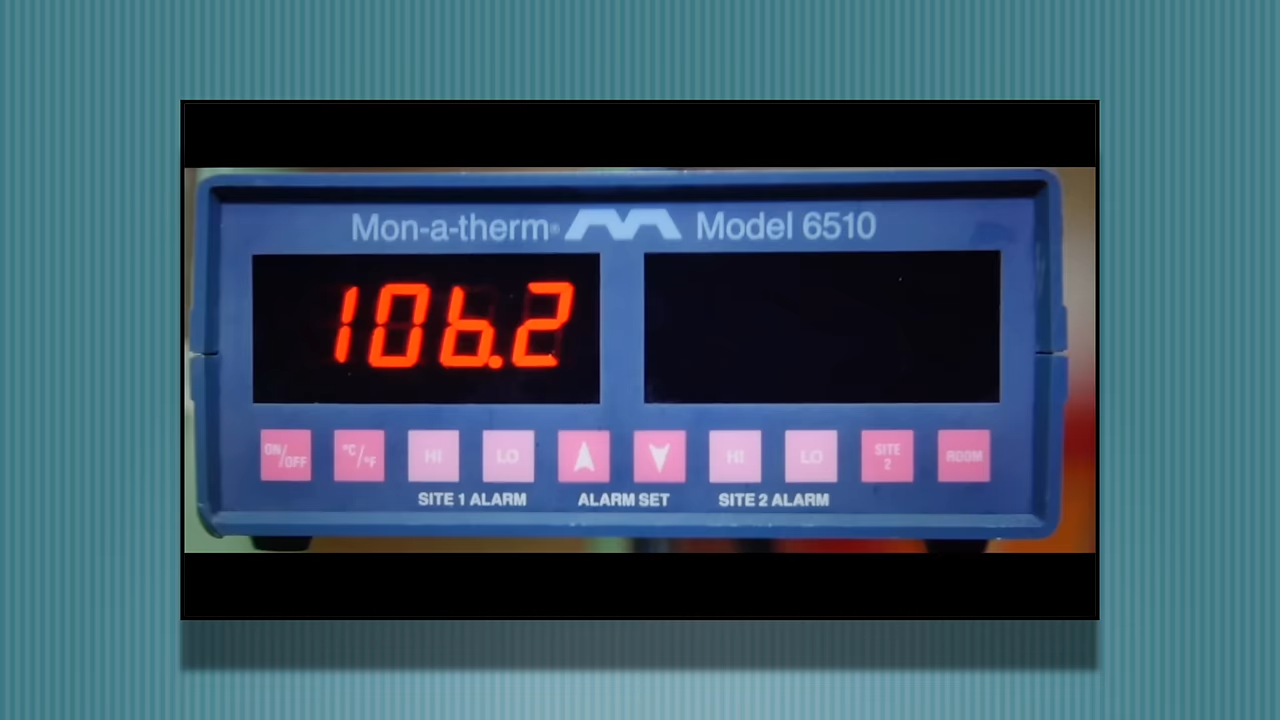 Mon-a-therm® Model 6510
106.2
ON/OFF °C/°F HI LO HI LO SITE 2 ROOM
SITE 1 ALARM ALARM SET SITE 2 ALARM